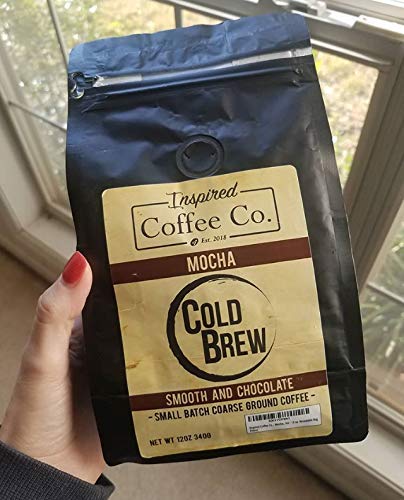 Inspired
Coffee Co.
Est. 2018
MOCHA
COLD
BREW
SMOOTH AND CHOCOLATE
- SMALL BATCH COARSE GROUND COFFEE -
NET WT 12OZ 340G